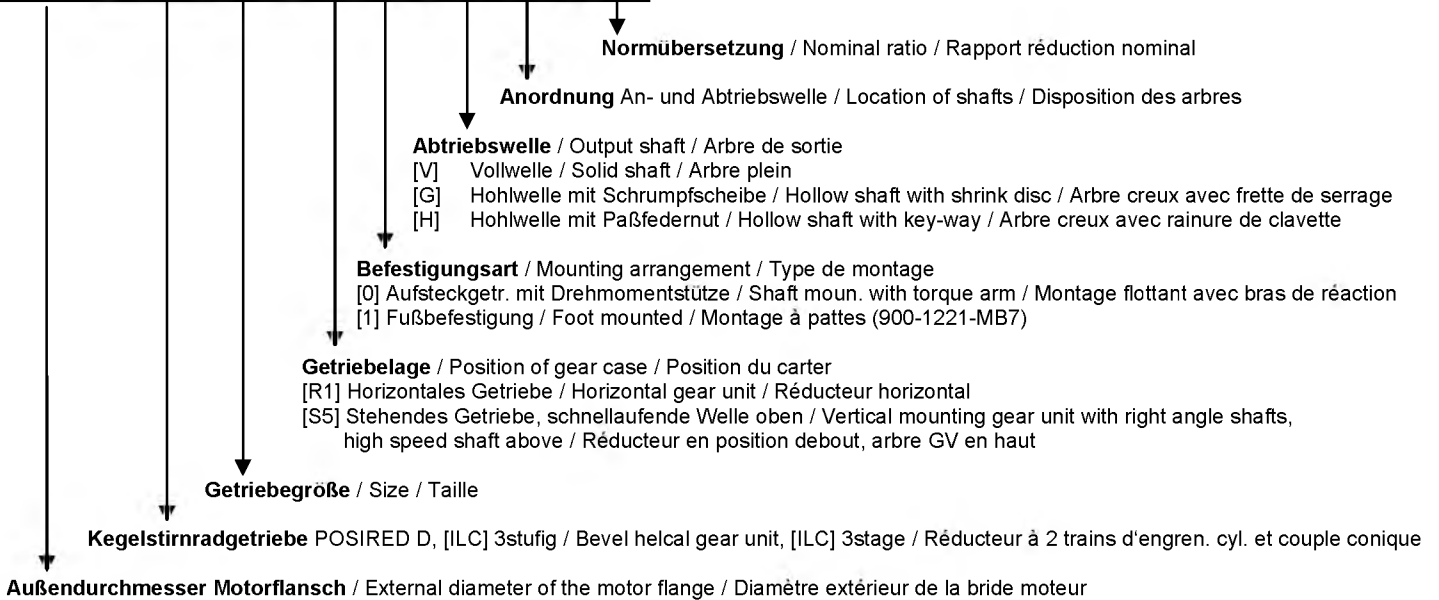 Normübersetzung / Nominal ratio / Rapport réduction nominal
Anordnung An- und Abtriebswelle / Location of shafts / Disposition des arbres
Abtriebswelle / Output shaft / Arbre de sortie
[V] Vollwelle / Solid shaft / Arbre plein
[G] Hohlwelle mit Schrumpfscheibe / Hollow shaft with shrink disc / Arbre creux avec frette de serrage
[H] Hohlwelle mit Paßfedernut / Hollow shaft with key-way / Arbre creux avec rainure de clavette
Befestigungsart / Mounting arrangement / Type de montage
[0] Aufsteckgetr. mit Drehmomentstütze / Shaft moun. with torque arm / Montage flottant avec bras de réaction
[1] Fußbefestigung / Foot mounted / Montage à pattes (900-1221-MB7)
Getriebelage / Position of gear case / Position du carter
[R1] Horizontales Getriebe / Horizontal gear unit / Réducteur horizontal
[S5] Stehendes Getriebe, schnellaufende Welle oben / Vertical mounting gear unit with right angle shafts,
high speed shaft above / Réducteur en position debout, arbre GV en haut
Getriebegröße / Size / Taille
Kegelstirnradgetriebe POSIRED D, [ILC] 3stufig / Bevel helcal gear unit, [ILC] 3stage / Réducteur à 2 trains d'engren. cyl. et couple conique
Außendurchmesser Motorflansch / External diameter of the motor flange / Diamètre extérieur de la bride moteur